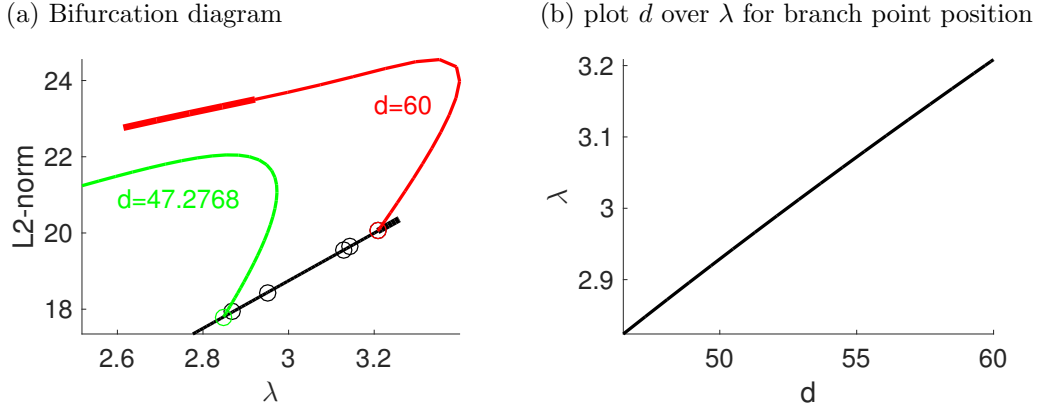 (a) Bifurcation diagram
24
22
20
18
L2-norm
d=60
d=47.2768
2.6 2.8 3 3.2
λ
(b) plot d over λ for branch point position
3.2
3.1
3
2.9
λ
50 55 60
d